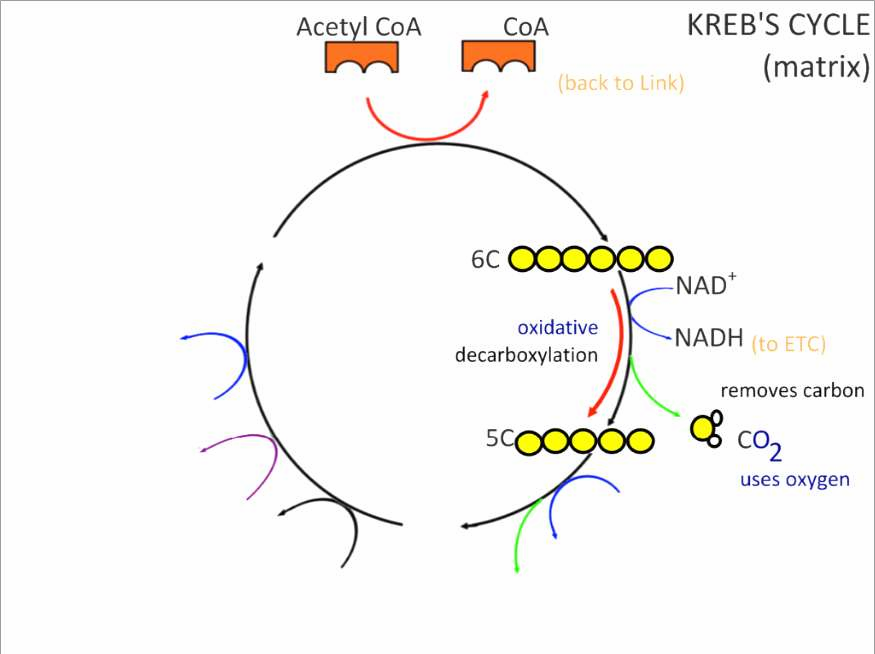 Acetyl CoA
CoA
KREB'S CYCLE
(matrix)
(back to Link)
6C
NAD⁺
oxidative
decarboxylation
NADH (to ETC)
removes carbon
5C
CO₂
uses oxygen